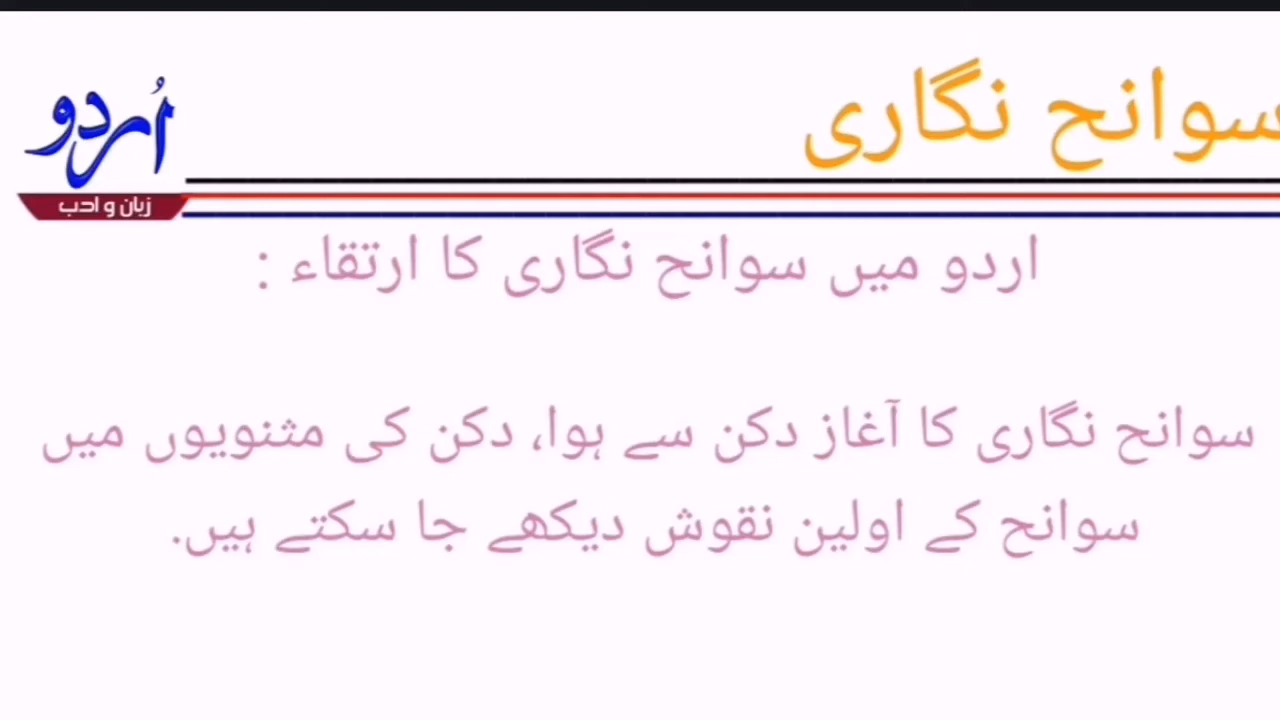 سوانح نگاری
اُردو
زبان و ادب
اردو میں سوانح نگاری کا ارتقاء :
سوانح نگاری کا آغاز دکن سے ہوا، دکن کی مثنویوں میں
سوانح کے اولین نقوش دیکھے جا سکتے ہیں.